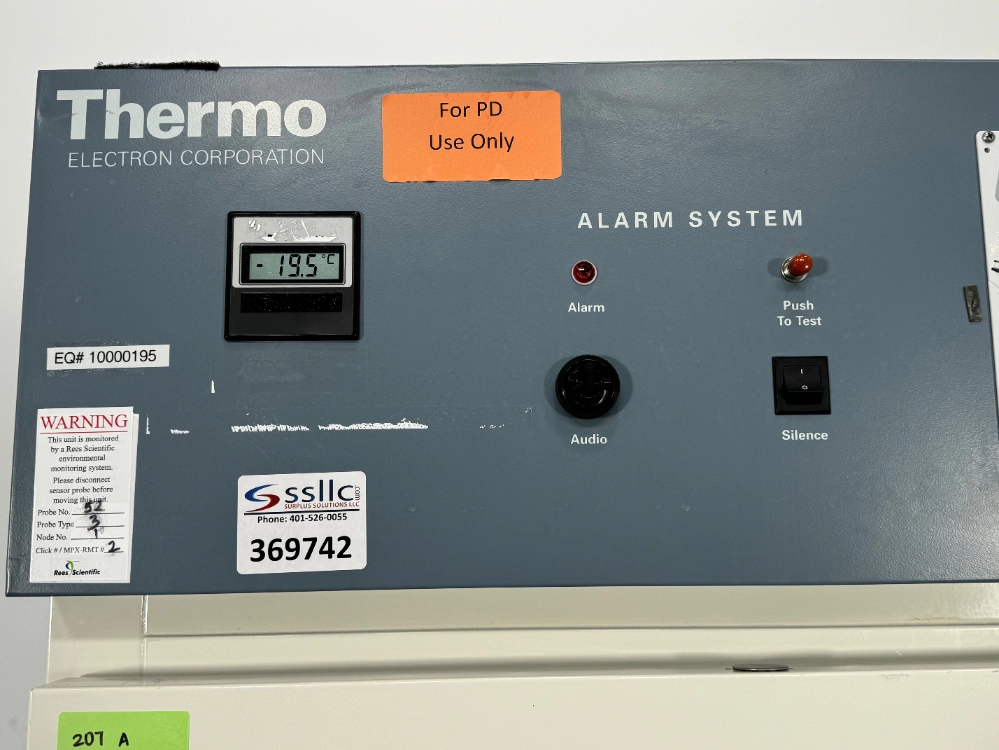 Thermo
ELECTRON CORPORATION
For PD
Use Only
-19.5°C
ALARM SYSTEM
Alarm
Push
To Test
Audio
Silence
EQ# 10000195
WARNING
This unit is monitored
by a Rees Scientific
environmental
monitoring system.
Please disconnect
sensor probe before
moving this unit.
Probe No. 52
Probe Type 3
Node No. 1
Click # / MPX-RMT # 2
Rees Scientific
ssllc.com
SURPLUS SOLUTIONS LLC
Phone: 401-526-0055
369742
207 A